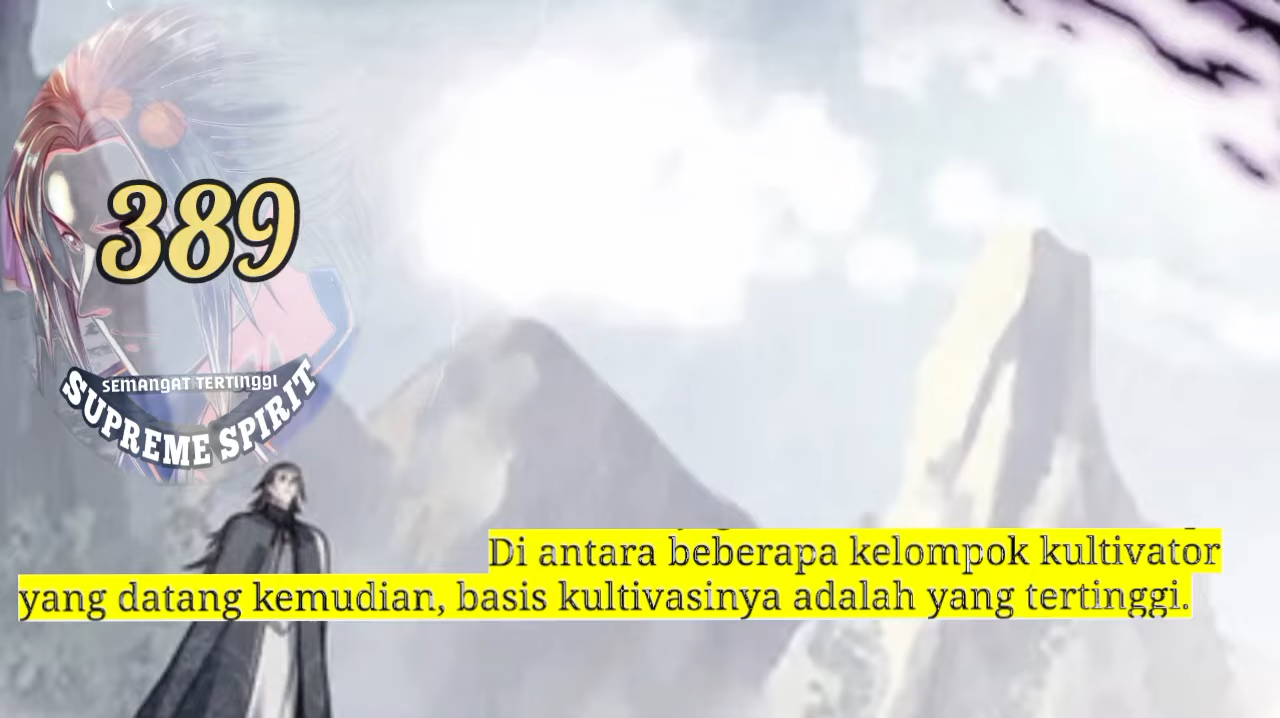 389
SEMANGAT TERTINGGI
SUPREME SPIRIT
Di antara beberapa kelompok kultivator
yang datang kemudian, basis kultivasinya adalah yang tertinggi.